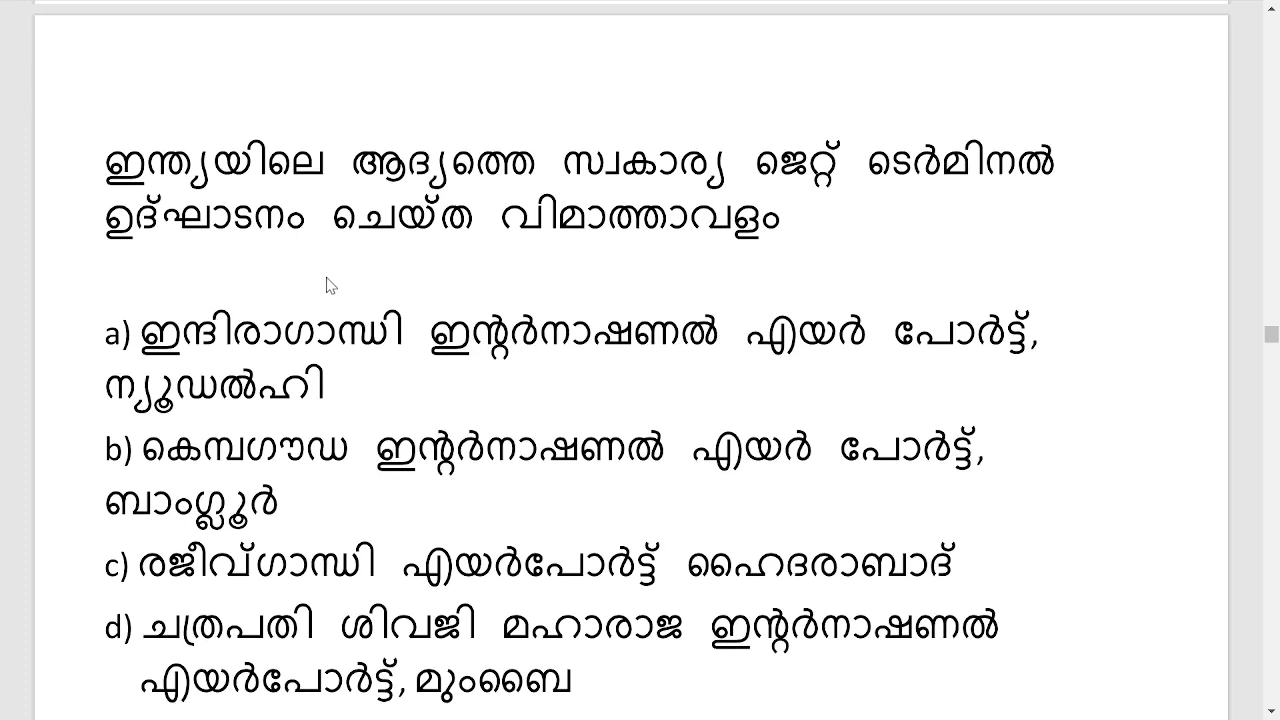 ഇന്ത്യയിലെ ആദ്യത്തെ സ്വകാര്യ ജെറ്റ് ടെർമിനൽ
ഉദ്ഘാടനം ചെയ്ത വിമാത്താവളം
a) ഇന്ദിരാഗാന്ധി ഇന്റർനാഷണൽ എയർ പോർട്ട്,
ന്യൂഡൽഹി
b) കെമ്പഗൗഡ ഇന്റർനാഷണൽ എയർ പോർട്ട്,
ബാംഗ്ലൂർ
c) രജീവ്ഗാന്ധി എയർപോർട്ട് ഹൈദരാബാദ്
d) ചത്രപതി ശിവജി മഹാരാജ ഇന്റർനാഷണൽ
എയർപോർട്ട്, മുംബൈ